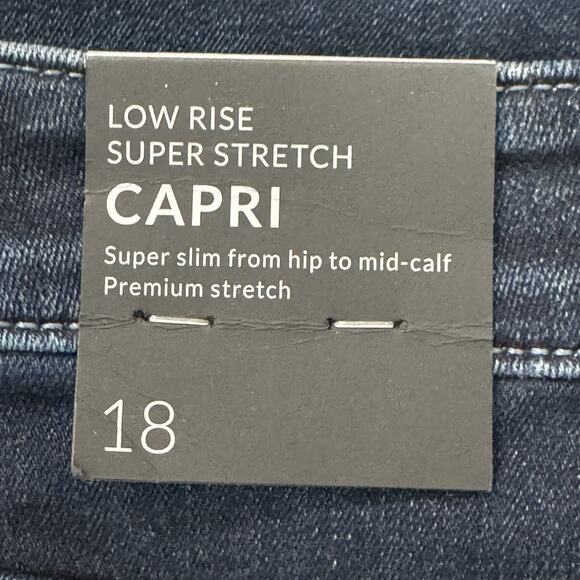 LOW RISE
SUPER STRETCH
CAPRI
Super slim from hip to mid-calf
Premium stretch
18